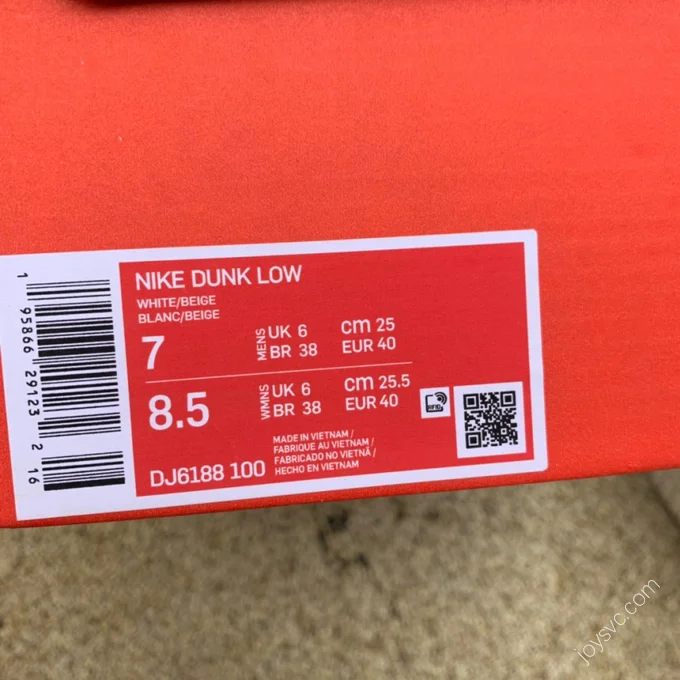 NIKE DUNK LOW
WHITE/BEIGE
BLANC/BEIGE
7
MENS
UK 6
cm 25
BR 38
EUR 40
8.5
WMNS
UK 6
cm 25.5
BR 38
EUR 40
DJ6188 100
MADE IN VIETNAM /
FABRIQUE AU VIETNAM /
FABRICADO NO VIETNÃ /
HECHO EN VIETNAM
1 95866 29123 2 16
joysvc.com